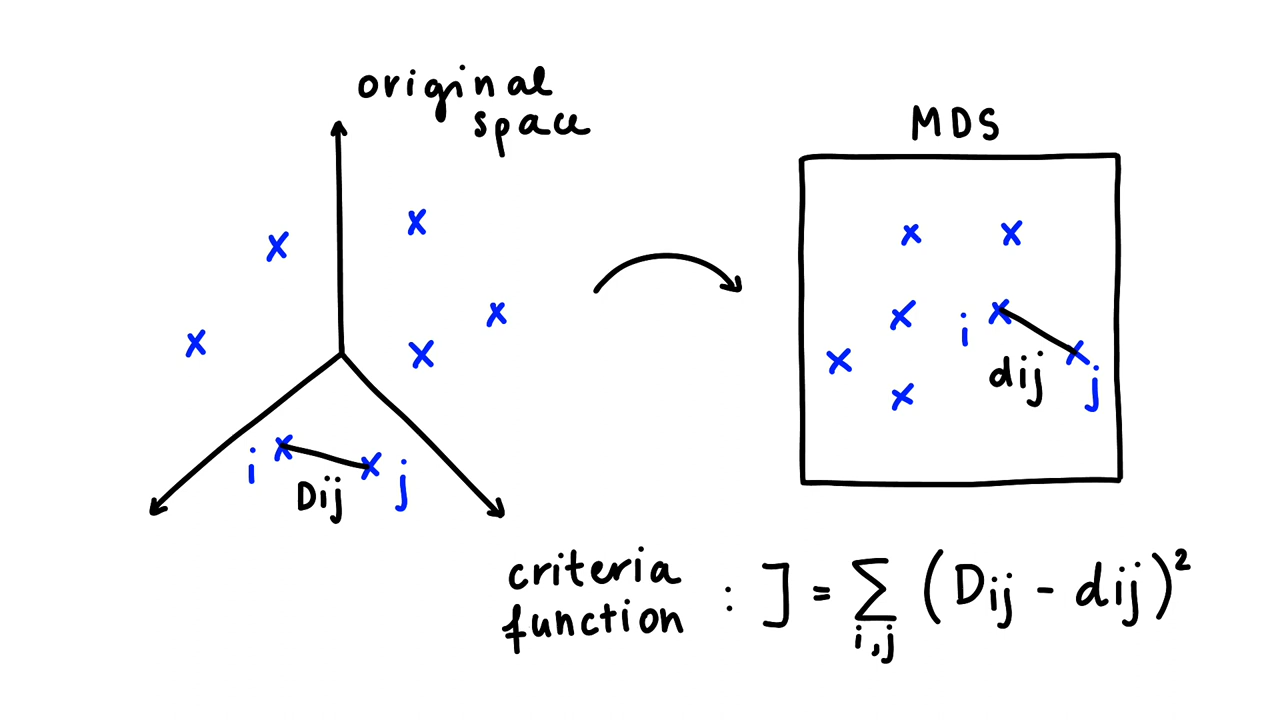 original
space
MDS
i
Dij
j
i
dij
j
criteria
function : J = ∑ (Dij - dij)²
i,j